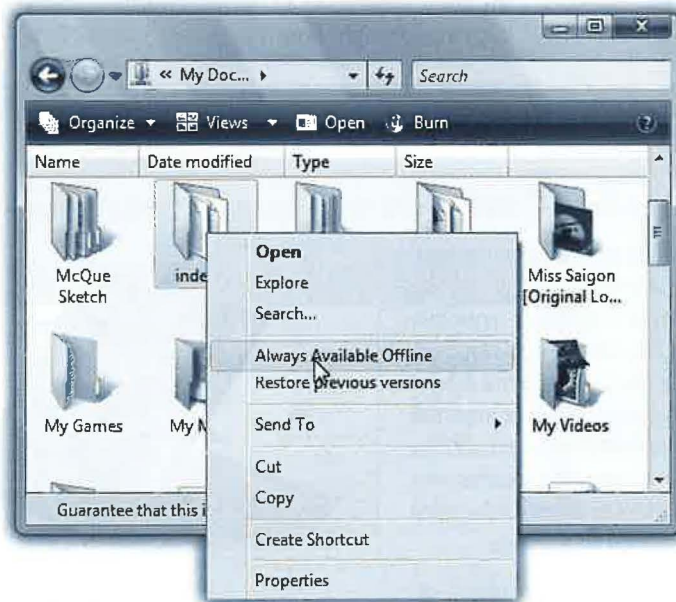 « My Doc...
Search
Organize Views Open Burn
Name Date modified Type Size
McQue
Sketch
inde
Miss Saigon
[Original Lo...
Open
Explore
Search...
Always Available Offline
Restore previous versions
Send To
Cut
Copy
Create Shortcut
Properties
My Games
My M
My Videos
Guarantee that this i